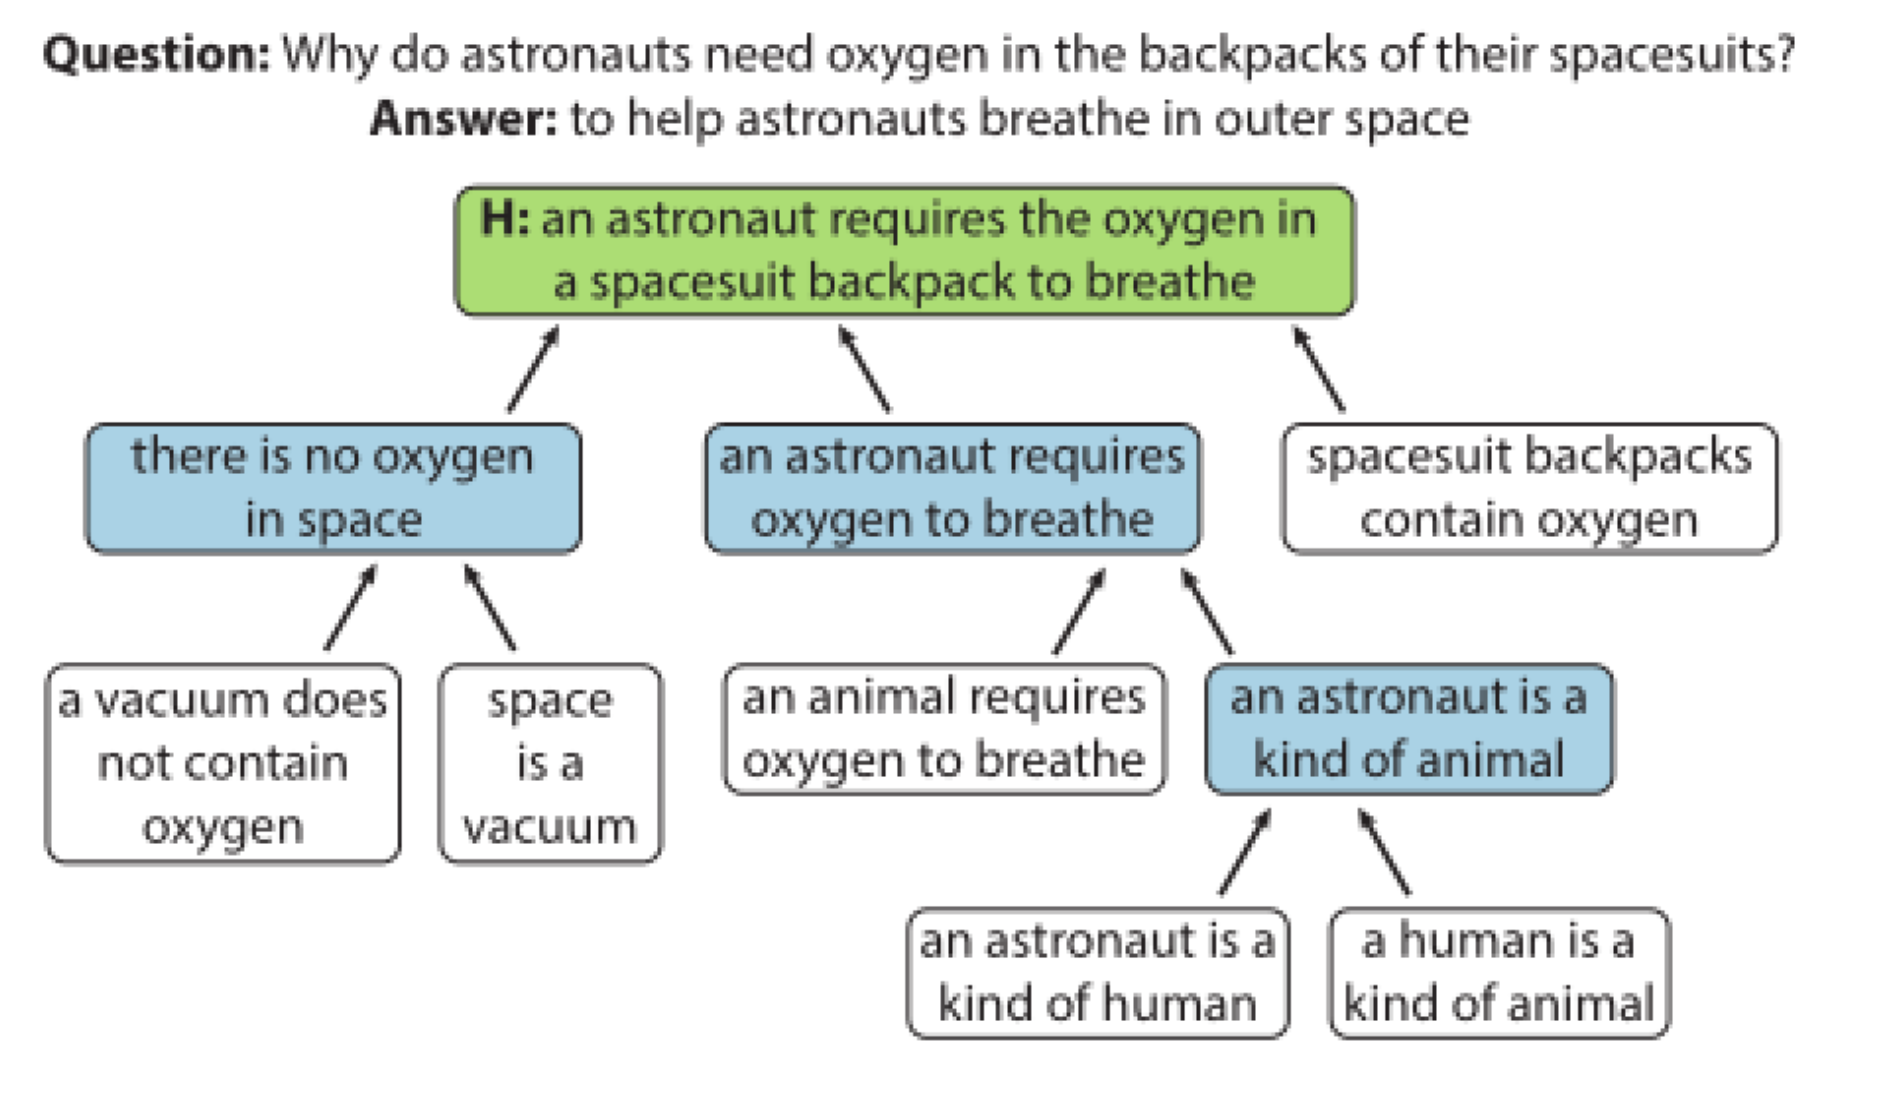 Question: Why do astronauts need oxygen in the backpacks of their spacesuits?
Answer: to help astronauts breathe in outer space
H: an astronaut requires the oxygen in
a spacesuit backpack to breathe
there is no oxygen
in space
an astronaut requires
oxygen to breathe
spacesuit backpacks
contain oxygen
a vacuum does
not contain
oxygen
space
is a
vacuum
an animal requires
oxygen to breathe
an astronaut is a
kind of animal
an astronaut is a
kind of human
a human is a
kind of animal